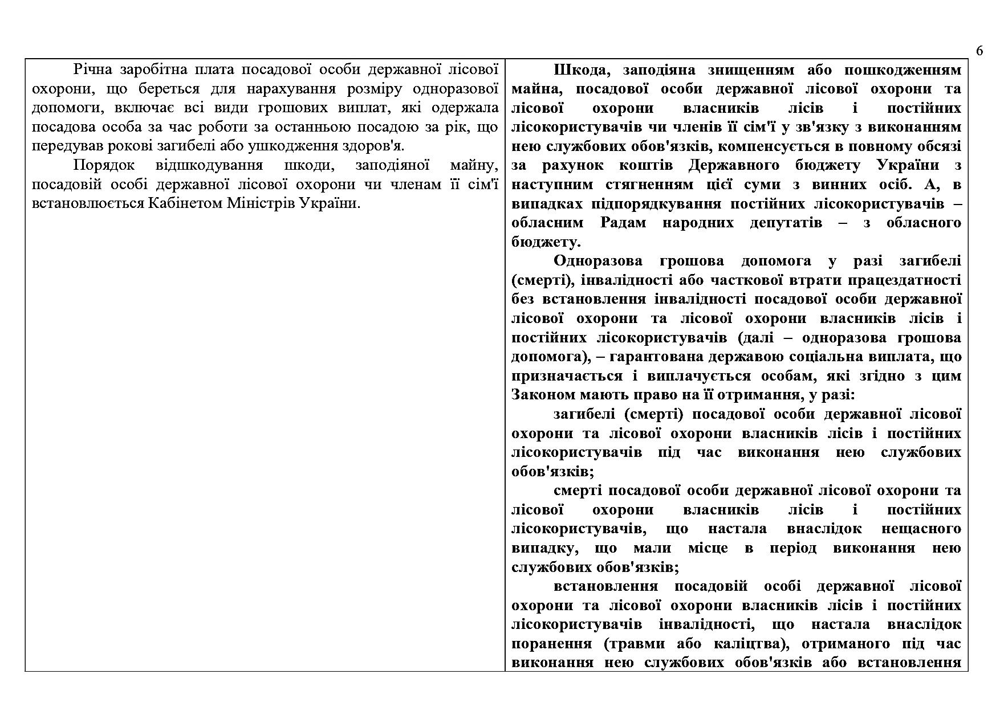 6
Річна заробітна плата посадової особи державної лісової
охорони, що береться для нарахування розміру одноразової
допомоги, включає всі види грошових виплат, які одержала
посадова особа за час роботи за останньою посадою за рік, що
передував рокові загибелі або ушкодження здоров'я.
Порядок відшкодування шкоди, заподіяної майну,
посадовій особі державної лісової охорони чи членам її сім'ї
встановлюється Кабінетом Міністрів України.
Шкода, заподіяна знищенням або пошкодженням
майна, посадової особи державної лісової охорони та
лісової охорони власників лісів і постійних
лісокористувачів чи членів її сім'ї у зв'язку з виконанням
нею службових обов'язків, компенсується в повному обсязі
за рахунок коштів Державного бюджету України з
наступним стягненням цієї суми з винних осіб. А, в
випадках підпорядкування постійних лісокористувачів –
обласним Радам народних депутатів – з обласного
бюджету.
Одноразова грошова допомога у разі загибелі
(смерті), інвалідності або часткової втрати працездатності
без встановлення інвалідності посадової особи державної
лісової охорони та лісової охорони власників лісів і
постійних лісокористувачів (далі – одноразова грошова
допомога), – гарантована державою соціальна виплата, що
призначається і виплачується особам, які згідно з цим
Законом мають право на її отримання, у разі:
загибелі (смерті) посадової особи державної лісової
охорони та лісової охорони власників лісів і постійних
лісокористувачів під час виконання нею службових
обов'язків;
смерті посадової особи державної лісової охорони та
лісової охорони власників лісів і постійних
лісокористувачів, що настала внаслідок нещасного
випадку, що мали місце в період виконання нею
службових обов'язків;
встановлення посадовій особі державної лісової
охорони та лісової охорони власників лісів і постійних
лісокористувачів інвалідності, що настала внаслідок
поранення (травми або каліцтва), отриманого під час
виконання нею службових обов'язків або встановлення